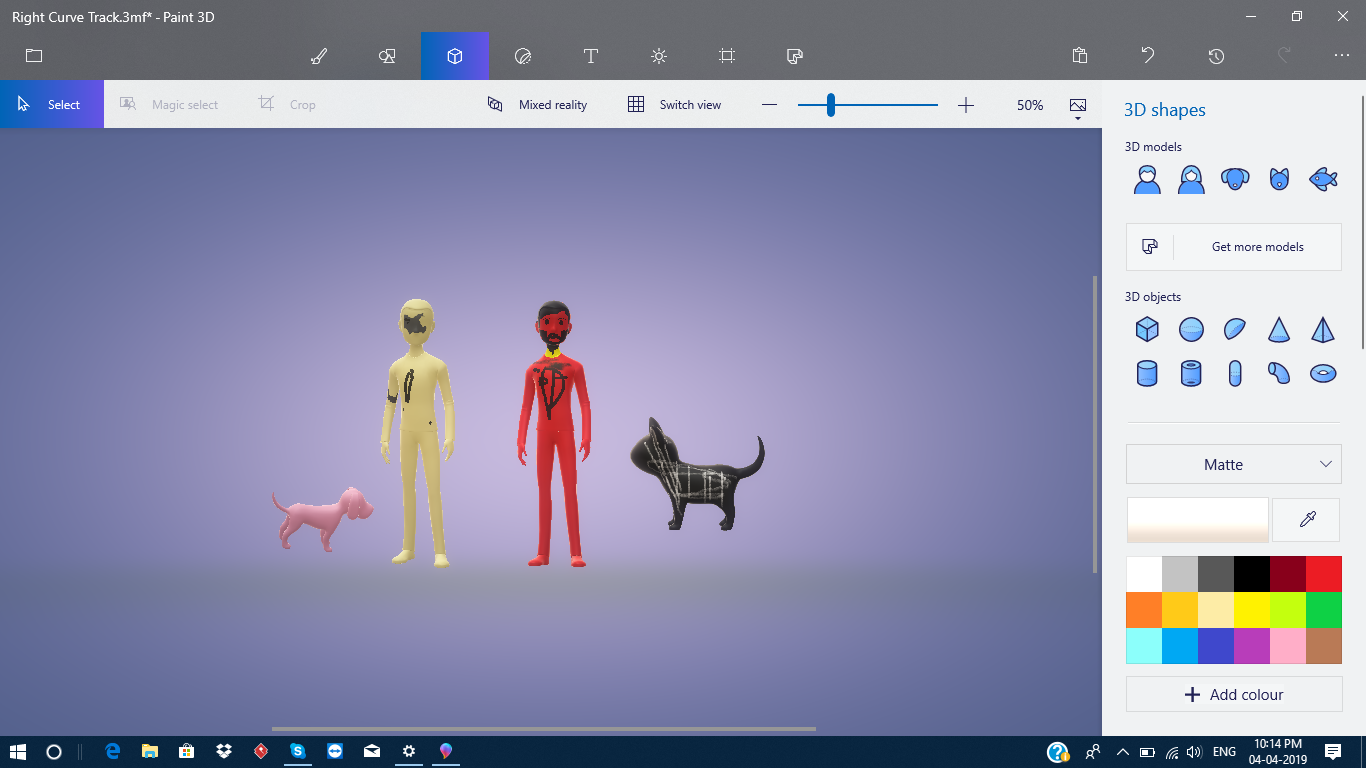 Right Curve Track.3mf* - Paint 3D
Select
Magic select
Crop
Mixed reality
Switch view
50%
3D shapes
3D models
Get more models
3D objects
Matte
Add colour
ENG
10:14 PM
04-04-2019